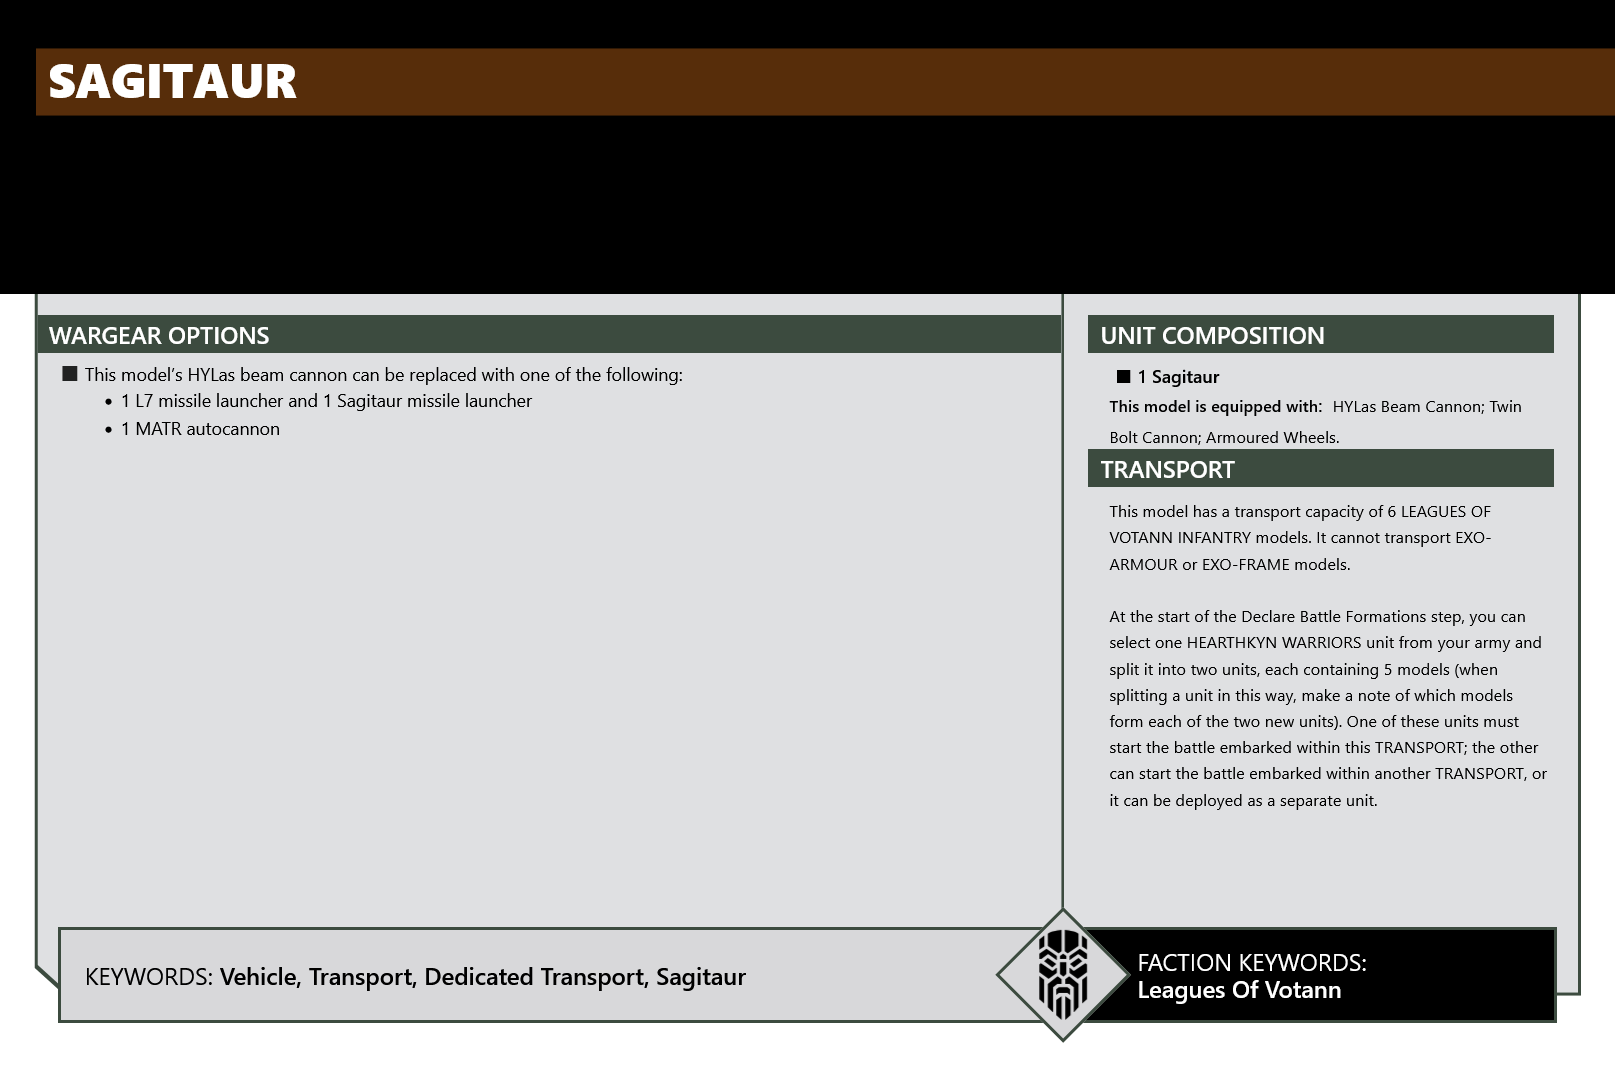 SAGITAUR
WARGEAR OPTIONS
■ This model's HYLas beam cannon can be replaced with one of the following:
• 1 L7 missile launcher and 1 Sagitaur missile launcher
• 1 MATR autocannon
UNIT COMPOSITION
■ 1 Sagitaur
This model is equipped with: HYLas Beam Cannon; Twin
Bolt Cannon; Armoured Wheels.
TRANSPORT
This model has a transport capacity of 6 LEAGUES OF
VOTANN INFANTRY models. It cannot transport EXO-
ARMOUR or EXO-FRAME models.
At the start of the Declare Battle Formations step, you can
select one HEARTHKYN WARRIORS unit from your army and
split it into two units, each containing 5 models (when
splitting a unit in this way, make a note of which models
form each of the two new units). One of these units must
start the battle embarked within this TRANSPORT; the other
can start the battle embarked within another TRANSPORT, or
it can be deployed as a separate unit.
KEYWORDS: Vehicle, Transport, Dedicated Transport, Sagitaur
FACTION KEYWORDS:
Leagues Of Votann